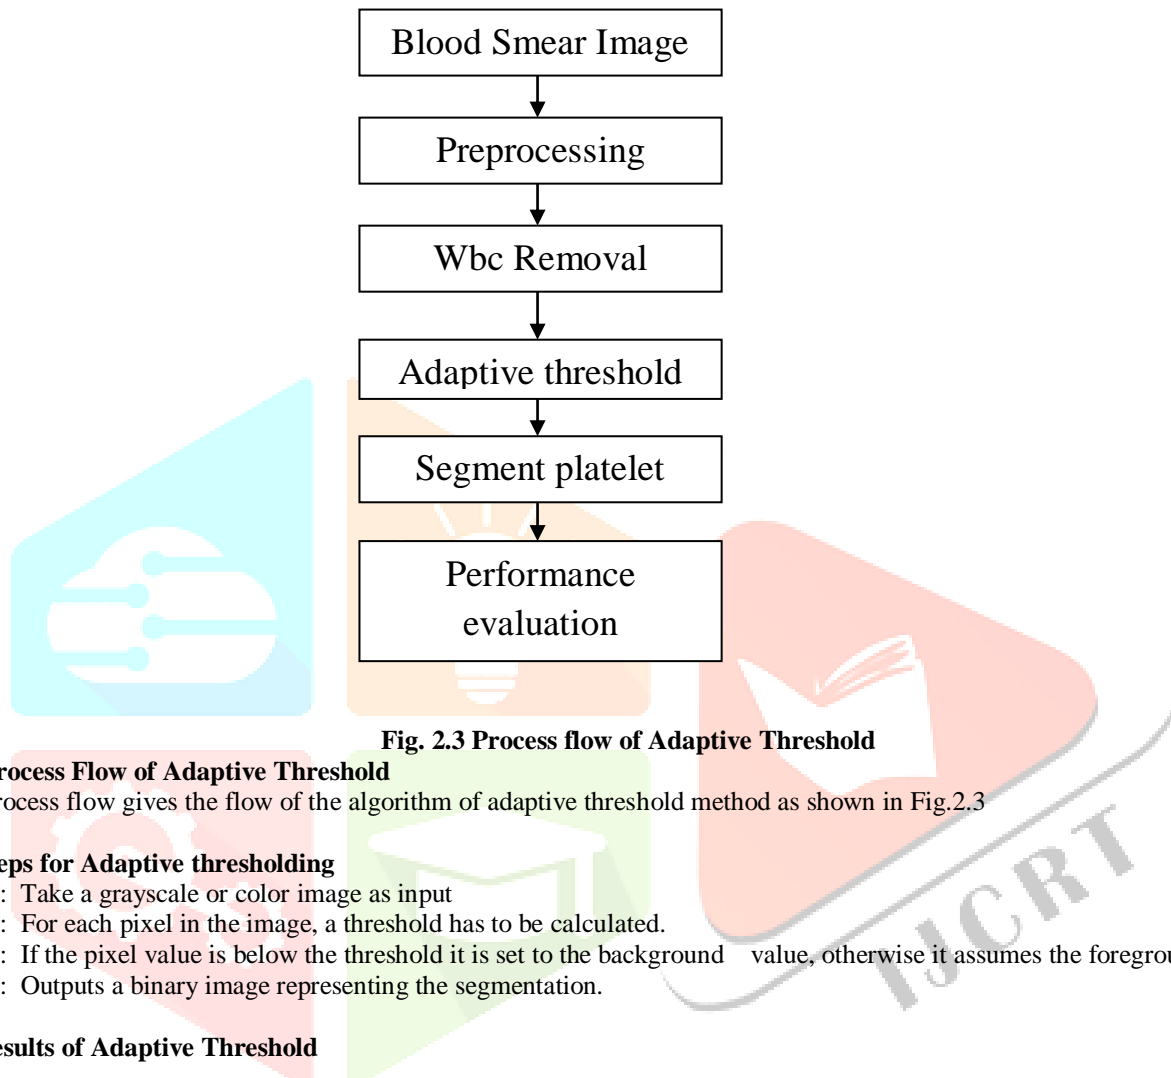 Blood Smear Image
Preprocessing
Wbc Removal
Adaptive threshold
Segment platelet
Performance
evaluation
Fig. 2.3 Process flow of Adaptive Threshold
rocess Flow of Adaptive Threshold
rocess flow gives the flow of the algorithm of adaptive threshold method as shown in Fig.2.3
eps for Adaptive thresholding
: Take a grayscale or color image as input
: For each pixel in the image, a threshold has to be calculated.
: If the pixel value is below the threshold it is set to the background value, otherwise it assumes the foregrou
: Outputs a binary image representing the segmentation.
IJCRT
esults of Adaptive Threshold